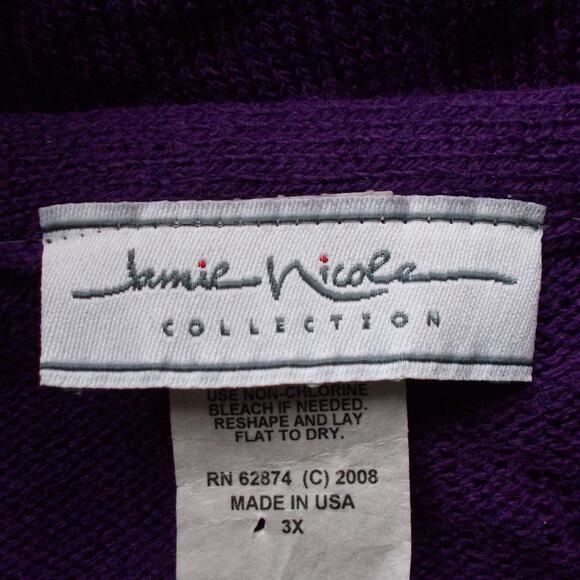 Jamie Nicole
COLLECTION
USE NON-CHLORINE
BLEACH IF NEEDED.
RESHAPE AND LAY
FLAT TO DRY.
RN 62874 (C) 2008
MADE IN USA
3X